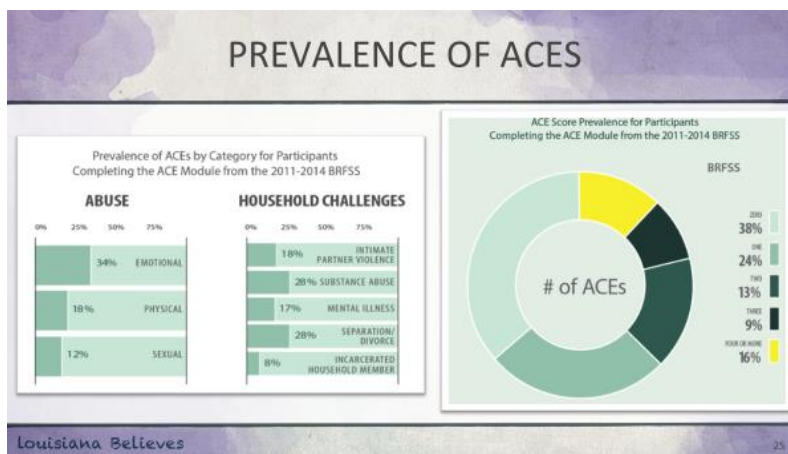 PREVALENCE OF ACES
Prevalence of ACEs by Category for Participants
Completing the ACE Module from the 2011-2014 BRFSS
ABUSE
0% 25% 50% 75%
34% EMOTIONAL
18% PHYSICAL
12% SEXUAL
HOUSEHOLD CHALLENGES
0% 25% 50% 75%
18% INTIMATE
PARTNER VIOLENCE
28% SUBSTANCE ABUSE
17% MENTAL ILLNESS
28% SEPARATION/
DIVORCE
8% INCARCERATED
HOUSEHOLD MEMBER
ACE Score Prevalence for Participants
Completing the ACE Module from the 2011-2014 BRFSS
BRFSS
# of ACEs
ZERO
38%
ONE
24%
TWO
13%
THREE
9%
FOUR OR MORE
16%
Louisiana Believes
25